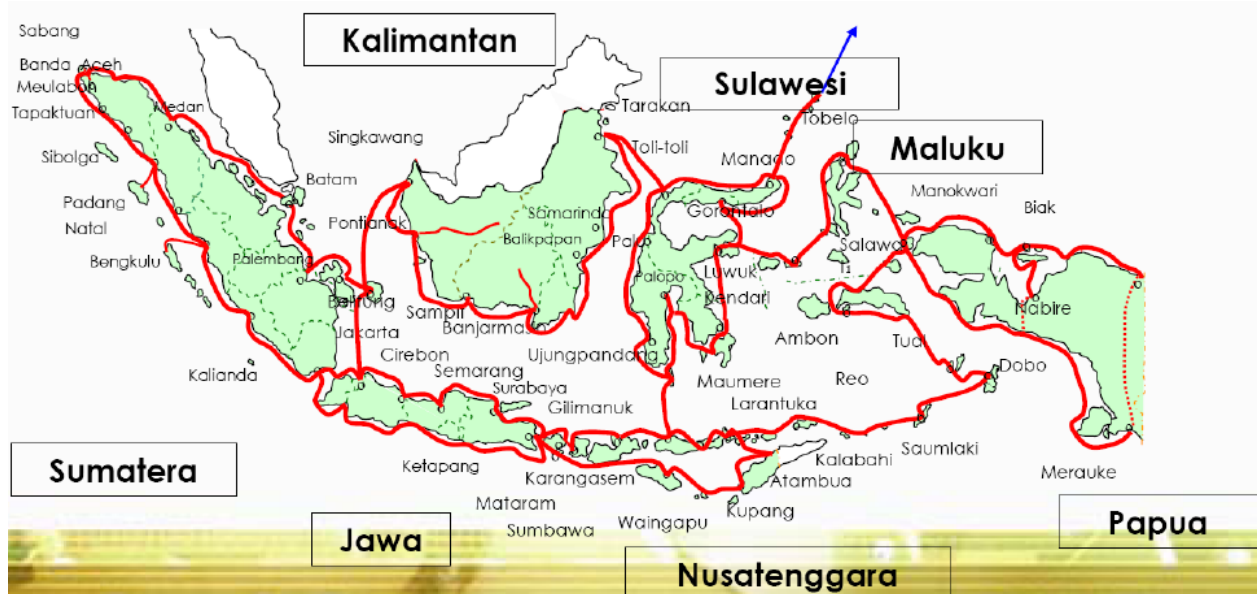 Sabang
Kalimantan
Banda Aceh
Sulawesi
Meulaboh
Tapaktuan
Medan
Tarakan
Tobelo
Singkawang
Toli-toli
Maluku
Sibolga
Manado
Batam
Manokwari
Padang
Biak
Natal
Pontianak
Samarinda
Gorontolo
Bengkulu
Palembang
Balikpapan
Palu
Salawati
Palopo
Luwuk
Belitung
Sampit
Kendari
Nabire
Jakarta
Banjarmasin
Ambon
Tual
Cirebon
Ujungpandang
Dobo
Kalianda
Semarang
Maumere
Reo
Surabaya
Gilimanuk
Larantuka
Saumlaki
Sumatera
Ketapang
Karangasem
Kalabahi
Merauke
Atambua
Mataram
Kupang
Jawa
Sumbawa
Waingapu
Papua
Nusatenggara